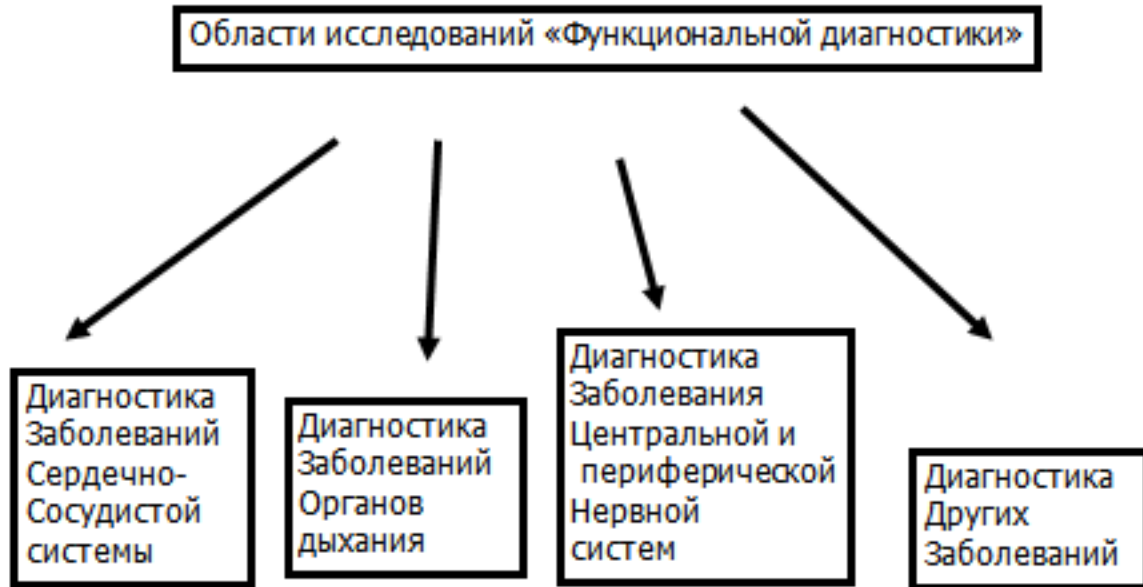 Области исследований «Функциональной диагностики»
Диагностика
Заболеваний
Сердечно-
Сосудистой
системы
Диагностика
Заболеваний
Органов
дыхания
Диагностика
Заболевания
Центральной и
периферической
Нервной
систем
Диагностика
Других
Заболеваний